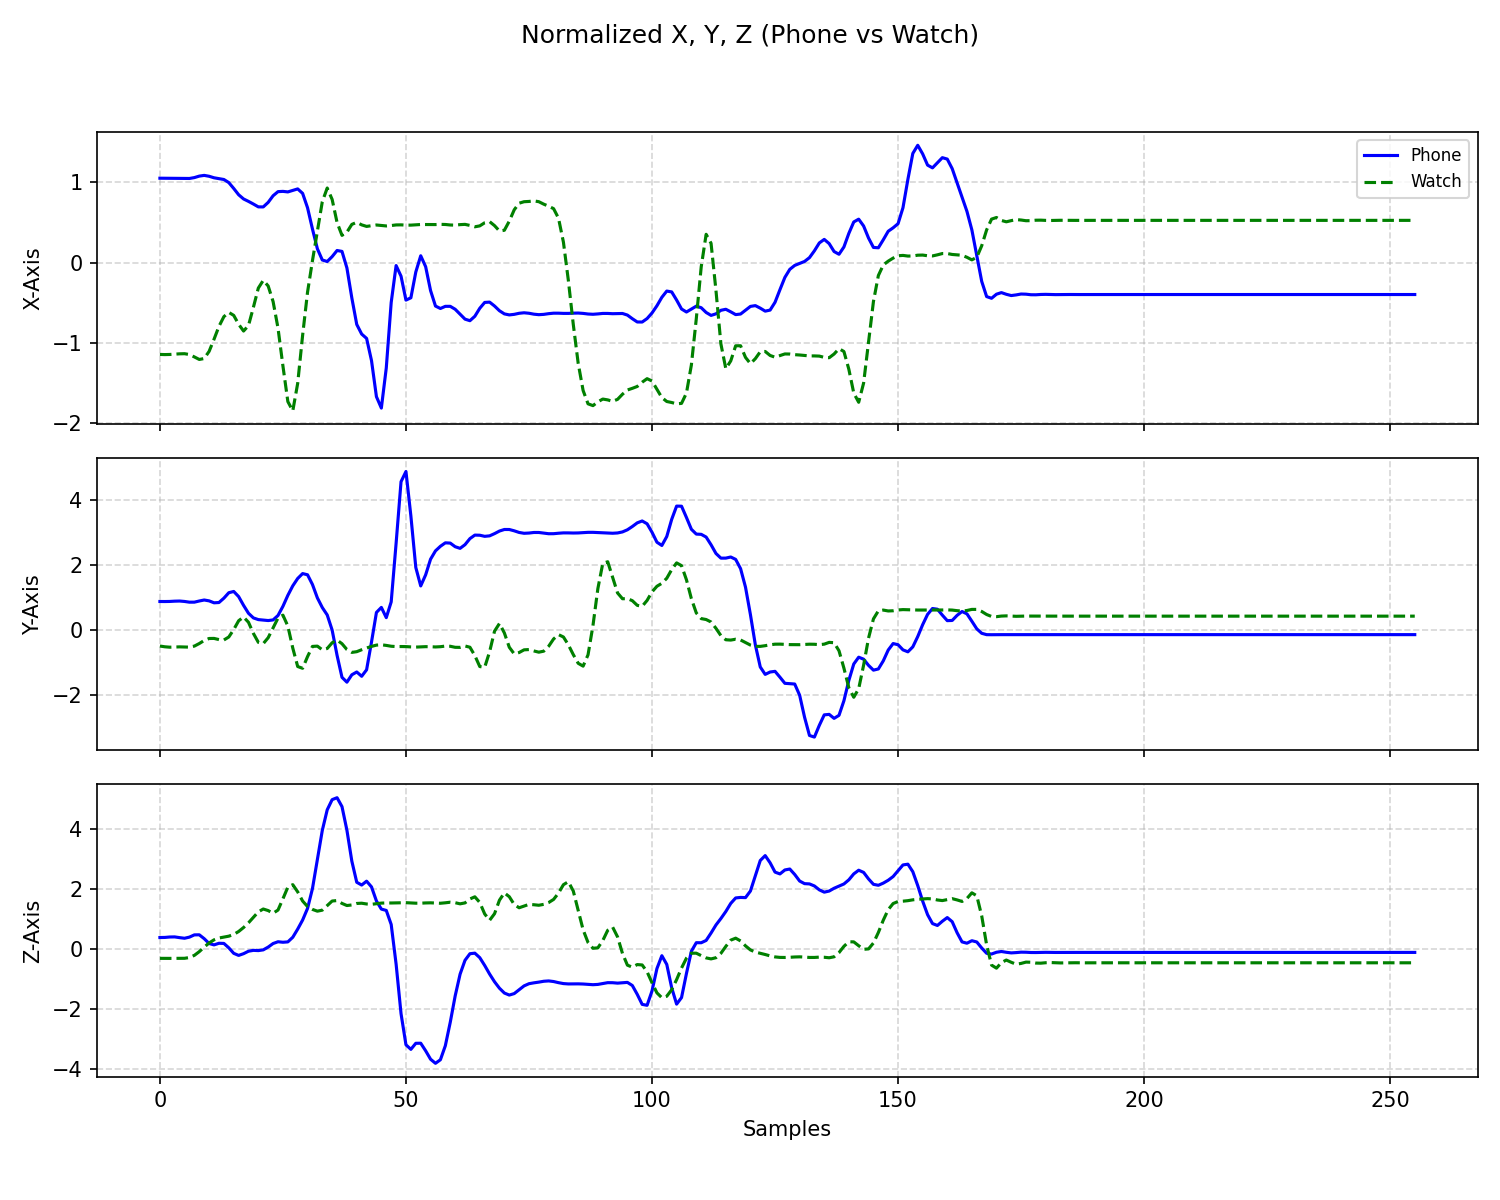 Normalized X, Y, Z (Phone vs Watch)
Phone
Watch
X-Axis
1
0
−1
−2
Y-Axis
4
2
0
−2
Z-Axis
4
2
0
−2
−4
0 50 100 150 200 250
Samples